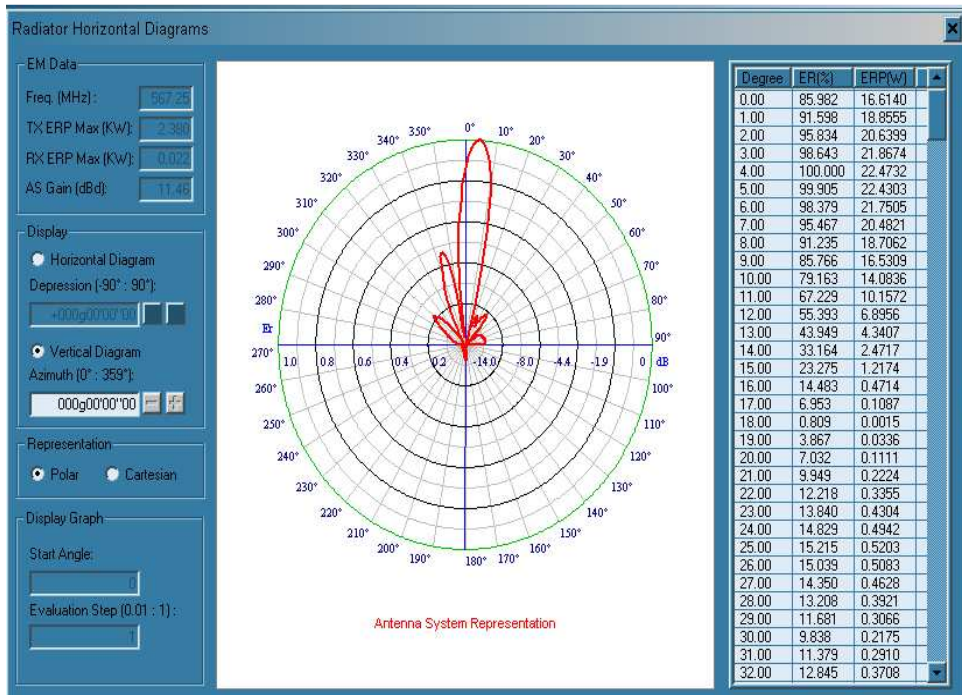 Radiator Horizontal Diagrams
EM Data
Freq. (MHz) : 567.25
TX ERP Max (KW): 2.380
RX ERP Max (KW): 0.022
AS Gain (dBd): 11.46
Display
Horizontal Diagram
Depression (-90° : 90°):
+000g00'00"00
Vertical Diagram
Azimuth (0° : 359°):
000g00'00"00
Representation
Polar Cartesian
Display Graph
Start Angle:
0
Evaluation Step (0.01 : 1) :
1
0°
10°
20°
30°
40°
50°
60°
70°
80°
90°
100°
110°
120°
130°
140°
150°
160°
170°
180°
190°
200°
210°
220°
230°
240°
250°
260°
270°
280°
290°
300°
310°
320°
330°
340°
350°
Er
1.0 0.8 0.6 0.4 0.2 -14.0 -8.0 -4.4 -1.9 0 dB
Antenna System Representation
Degree ER(%) ERP(W)
0.00 85.982 16.6140
1.00 91.598 18.8555
2.00 95.834 20.6399
3.00 98.643 21.8674
4.00 100.000 22.4732
5.00 99.905 22.4303
6.00 98.379 21.7505
7.00 95.467 20.4821
8.00 91.235 18.7062
9.00 85.766 16.5309
10.00 79.163 14.0836
11.00 67.229 10.1572
12.00 55.393 6.8956
13.00 43.949 4.3407
14.00 33.164 2.4717
15.00 23.275 1.2174
16.00 14.483 0.4714
17.00 6.953 0.1087
18.00 0.809 0.0015
19.00 3.867 0.0336
20.00 7.032 0.1111
21.00 9.949 0.2224
22.00 12.218 0.3355
23.00 13.840 0.4304
24.00 14.829 0.4942
25.00 15.215 0.5203
26.00 15.039 0.5083
27.00 14.350 0.4628
28.00 13.208 0.3921
29.00 11.681 0.3066
30.00 9.838 0.2175
31.00 11.379 0.2910
32.00 12.845 0.3708